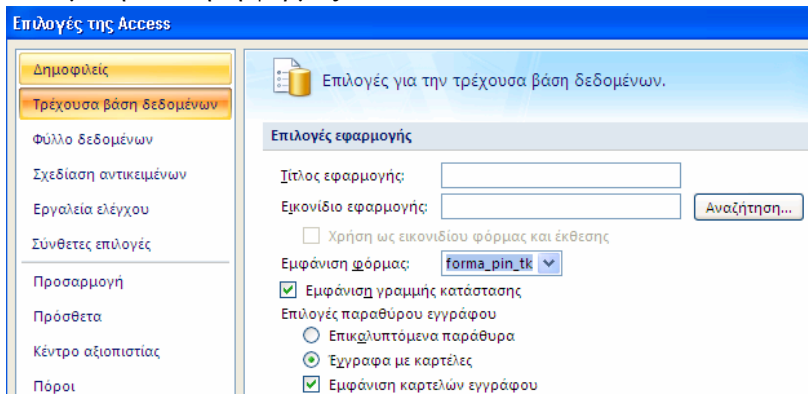 Επιλογές της Access
Δημοφιλείς
Τρέχουσα βάση δεδομένων
Φύλλο δεδομένων
Σχεδίαση αντικειμένων
Εργαλεία ελέγχου
Σύνθετες επιλογές
Προσαρμογή
Πρόσθετα
Κέντρο αξιοπιστίας
Πόροι
Επιλογές για την τρέχουσα βάση δεδομένων.
Επιλογές εφαρμογής
Τίτλος εφαρμογής:
Εικονίδιο εφαρμογής:
Αναζήτηση...
Χρήση ως εικονιδίου φόρμας και έκθεσης
Εμφάνιση φόρμας: forma_pin_tk
Εμφάνιση γραμμής κατάστασης
Επιλογές παραθύρου εγγράφου
Επικαλυπτόμενα παράθυρα
Έγγραφα με καρτέλες
Εμφάνιση καρτελών εγγράφου